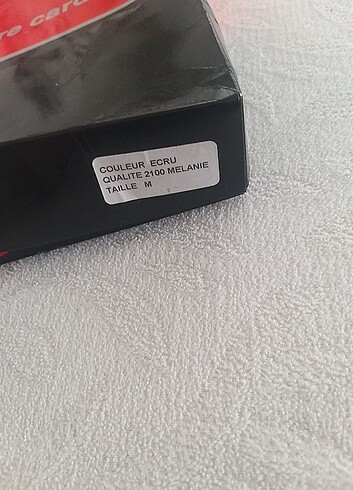 COULEUR ECRU
QUALITE 2100 MELANIE
TAILLE M